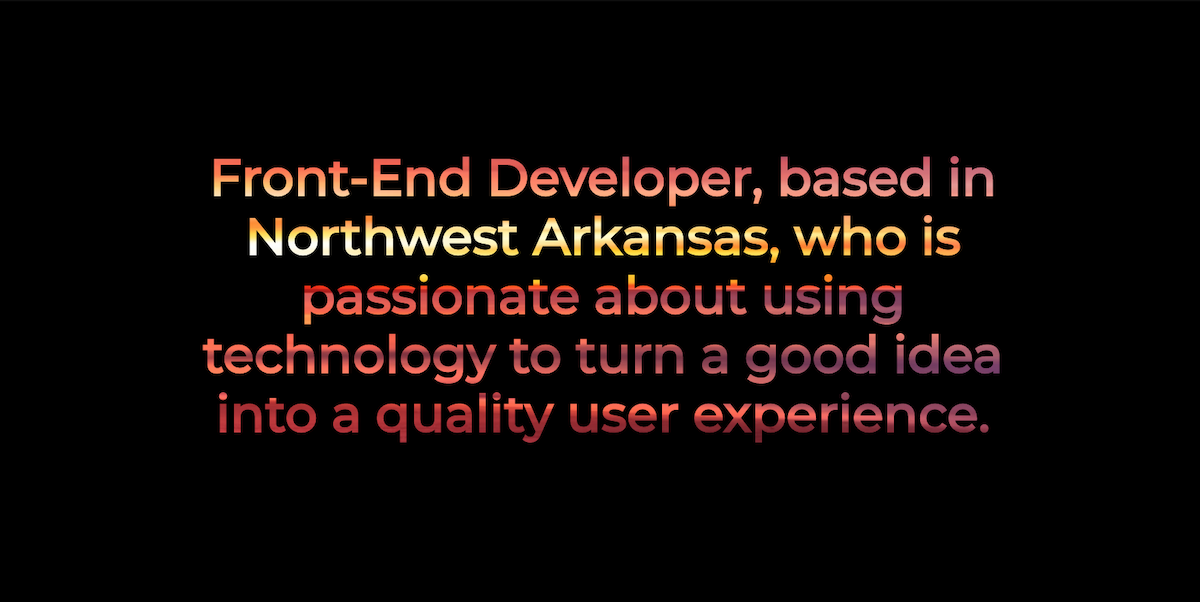 Front-End Developer, based in
Northwest Arkansas, who is
passionate about using
technology to turn a good idea
into a quality user experience.